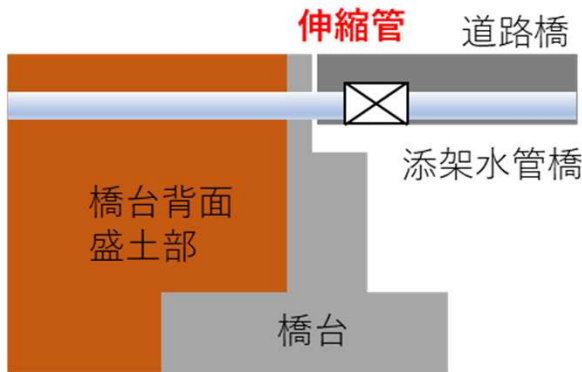 伸縮管
道路橋
添架水管橋
橋台背面
盛土部
橋台